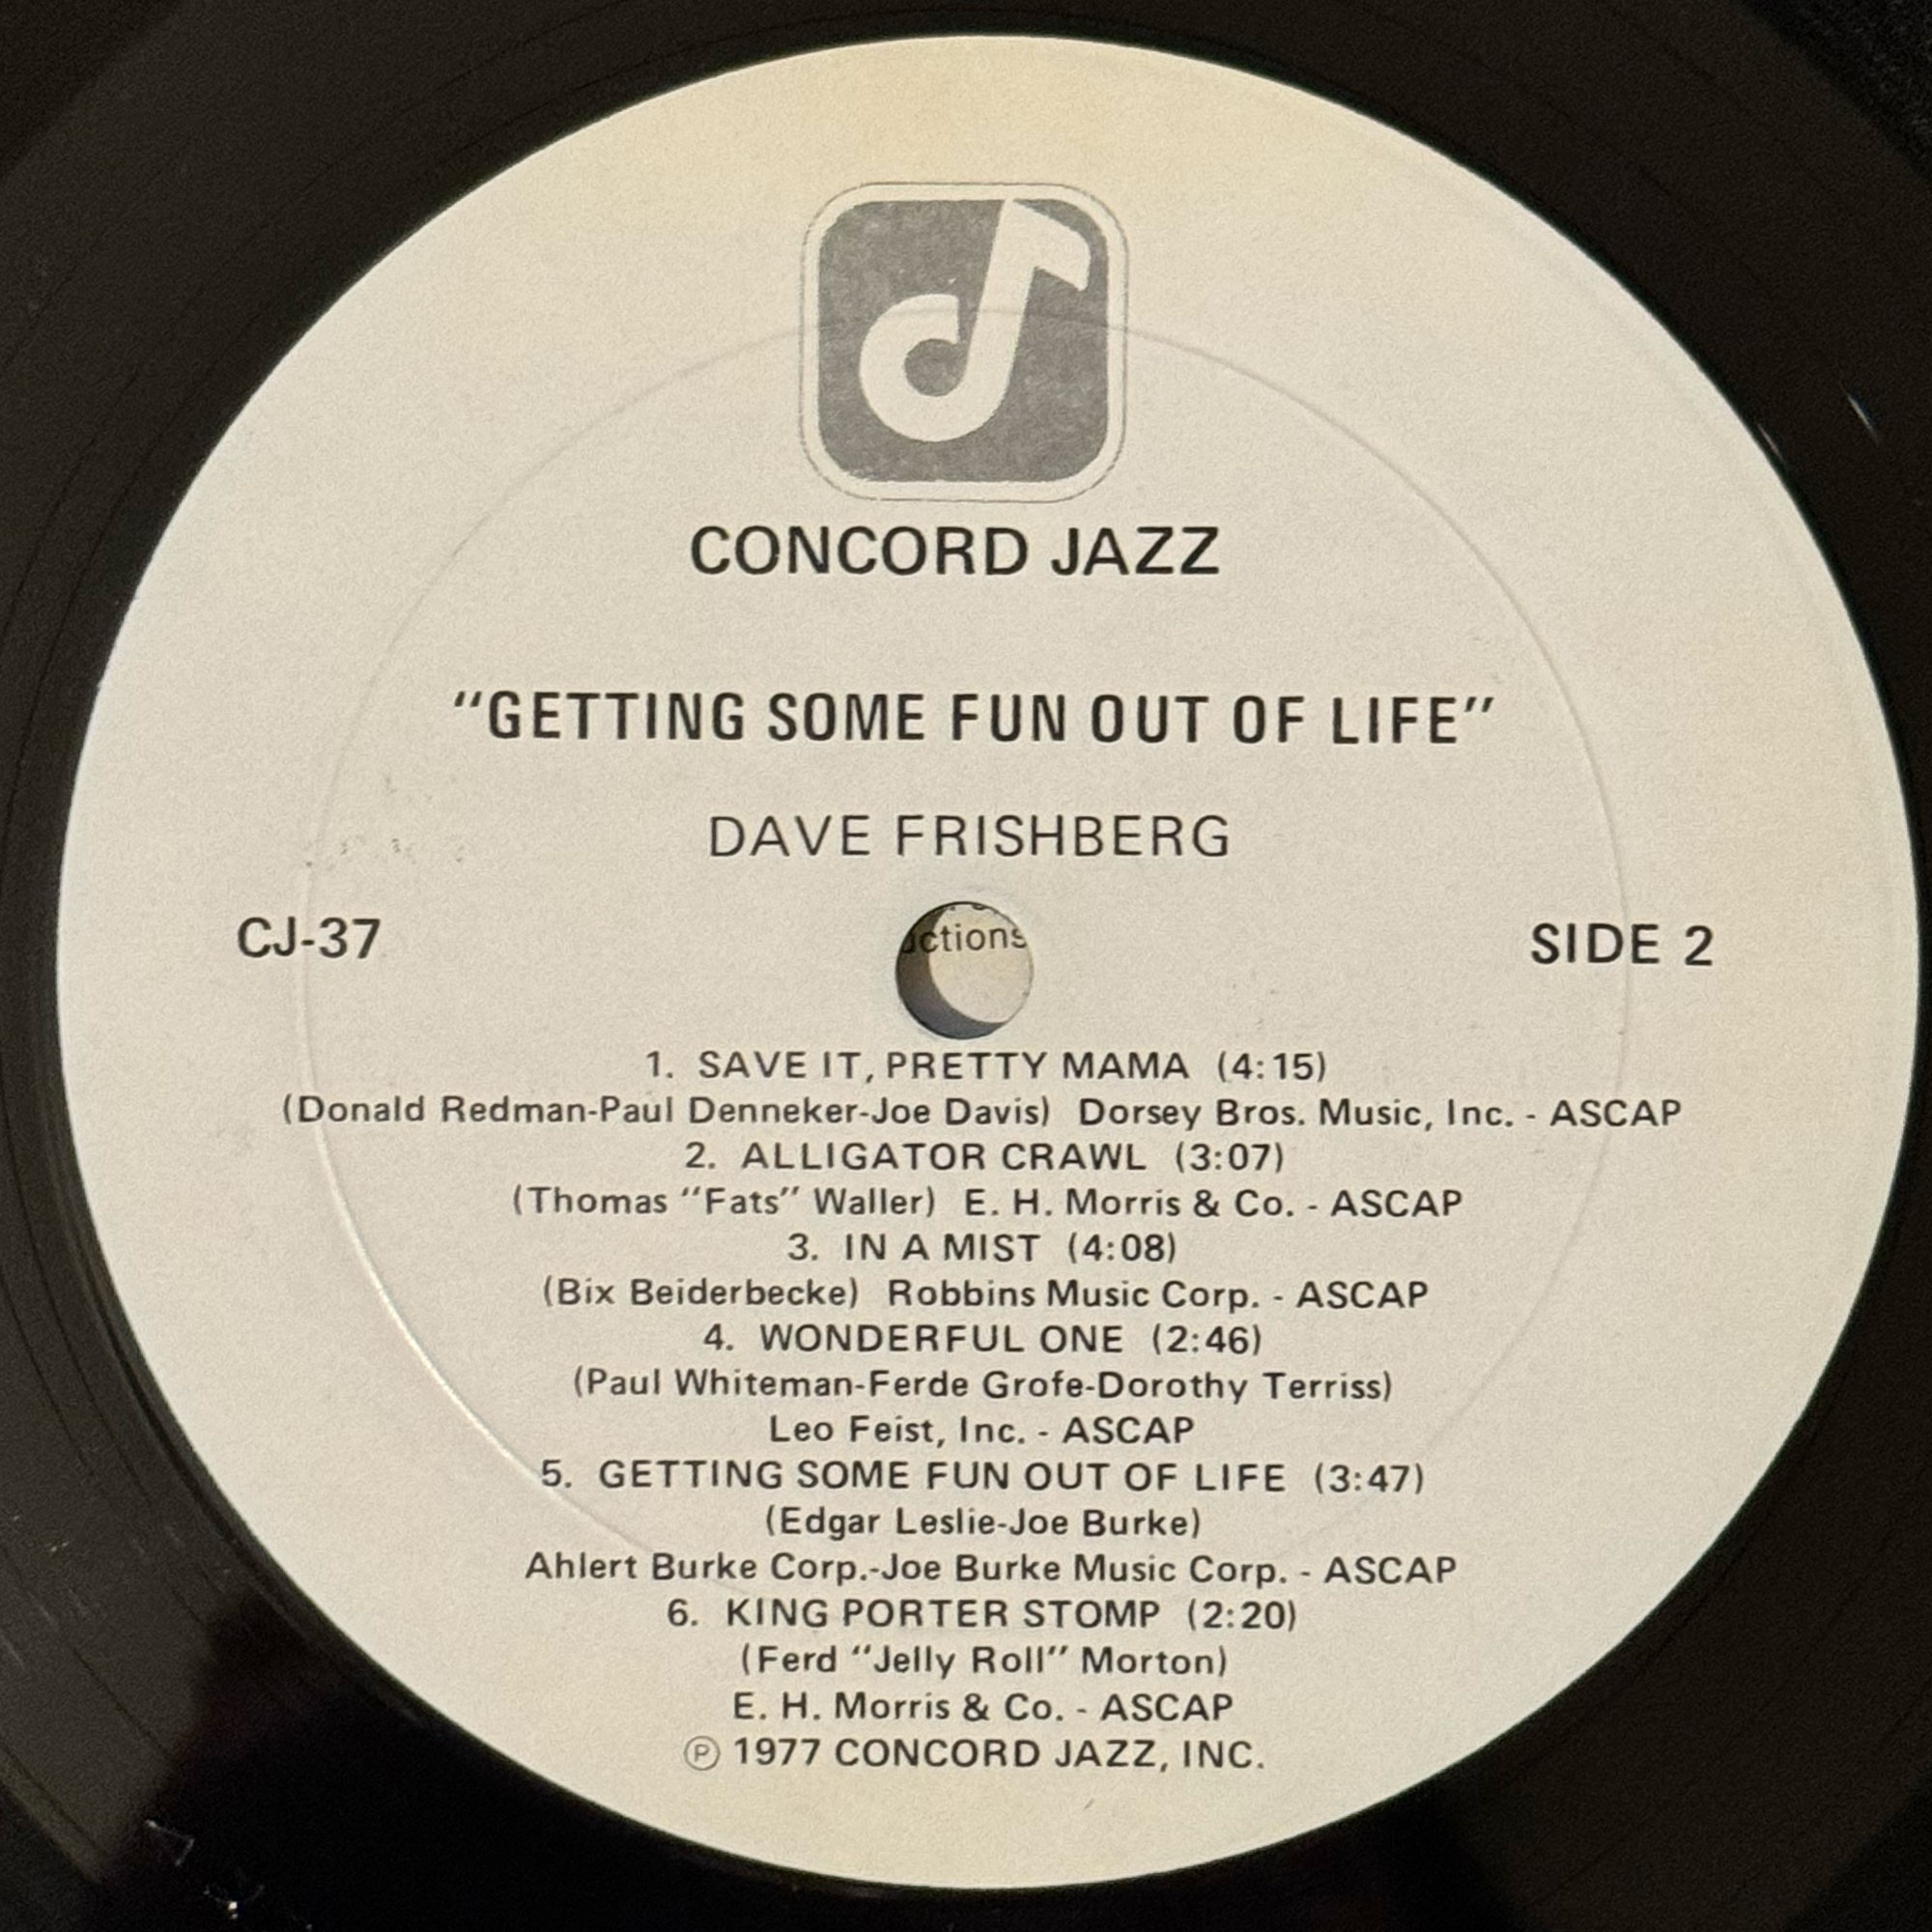 CONCORD JAZZ
“GETTING SOME FUN OUT OF LIFE”
DAVE FRISHBERG
CJ-37
ctions
SIDE 2
1. SAVE IT, PRETTY MAMA (4:15)
(Donald Redman-Paul Denneker-Joe Davis) Dorsey Bros. Music, Inc. - ASCAP
2. ALLIGATOR CRAWL (3:07)
(Thomas “Fats” Waller) E. H. Morris & Co. - ASCAP
3. IN A MIST (4:08)
(Bix Beiderbecke) Robbins Music Corp. - ASCAP
4. WONDERFUL ONE (2:46)
(Paul Whiteman-Ferde Grofe-Dorothy Terriss)
Leo Feist, Inc. - ASCAP
5. GETTING SOME FUN OUT OF LIFE (3:47)
(Edgar Leslie-Joe Burke)
Ahlert Burke Corp.-Joe Burke Music Corp. - ASCAP
6. KING PORTER STOMP (2:20)
(Ferd “Jelly Roll” Morton)
E. H. Morris & Co. - ASCAP
Ⓟ 1977 CONCORD JAZZ, INC.